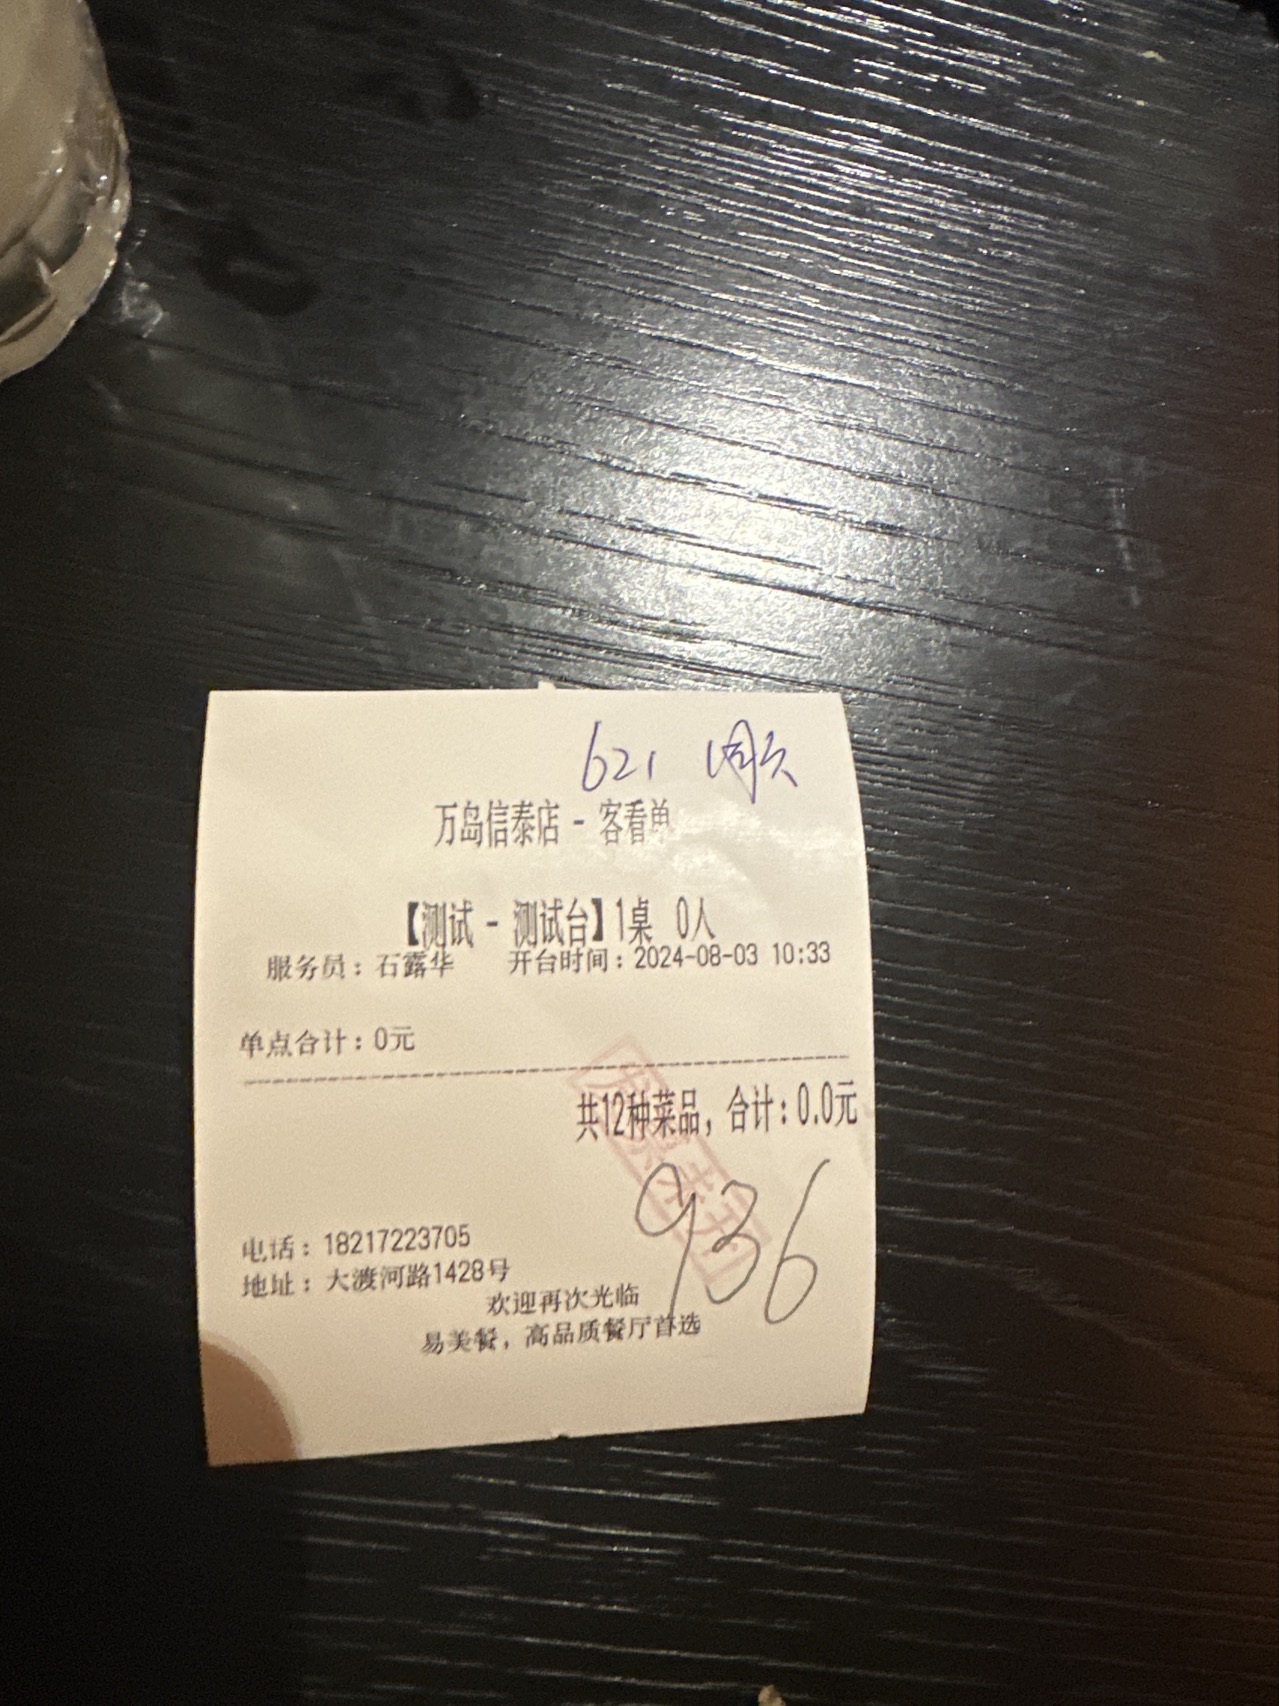 621
万岛信泰店 - 客看单
【测试 - 测试台】1桌 0人
服务员：石露华 开台时间：2024-08-03 10:33
单点合计：0元
共12种菜品，合计：0.0元
936
电话：18217223705
地址：大渡河路1428号
欢迎再次光临
易美餐，高品质餐厅首选